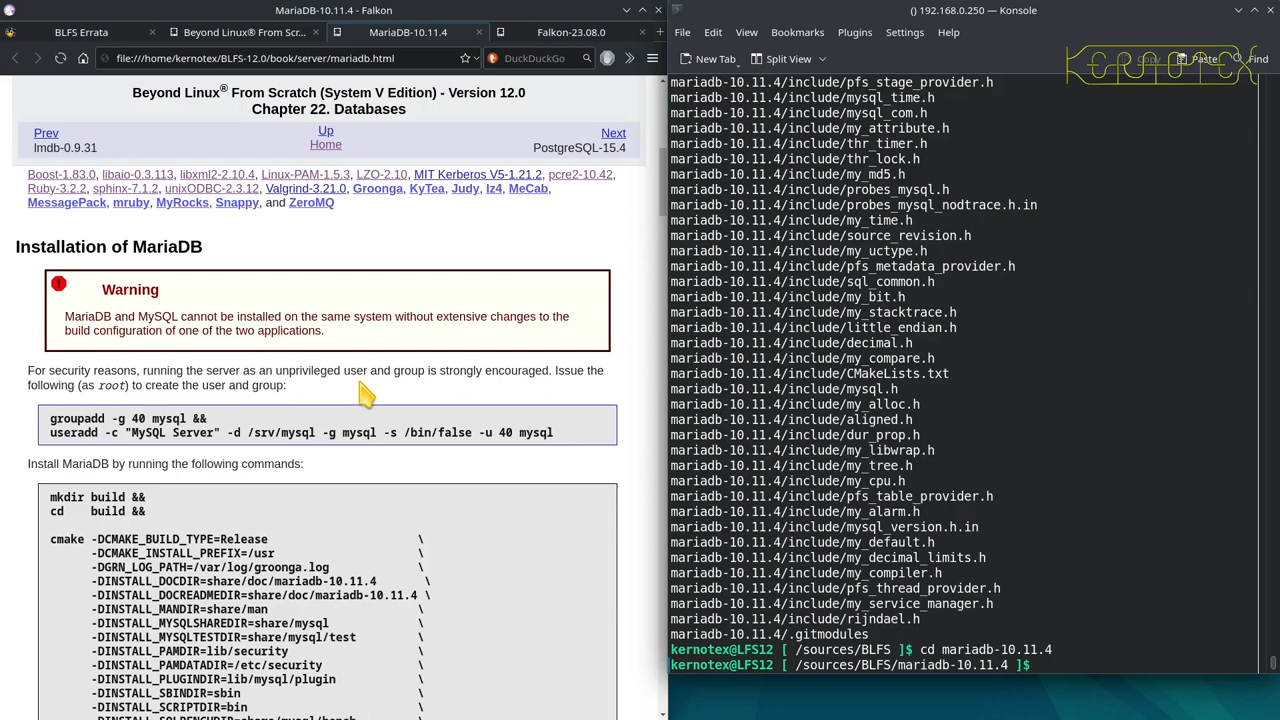 MariaDB-10.11.4 - Falkon
BLFS Errata
Beyond Linux® From Scr...
MariaDB-10.11.4
Falkon-23.08.0
file:///home/kernotex/BLFS-12.0/book/server/mariadb.html
DuckDuckGo
Beyond Linux® From Scratch (System V Edition) - Version 12.0
Chapter 22. Databases
Prev
Up
Next
lmdb-0.9.31
Home
PostgreSQL-15.4
Boost-1.83.0, libaio-0.3.113, libxml2-2.10.4, Linux-PAM-1.5.3, LZO-2.10, MIT Kerberos V5-1.21.2, pcre2-10.42,
Ruby-3.2.2, sphinx-7.1.2, unixODBC-2.3.12, Valgrind-3.21.0, Groonga, KyTea, Judy, lz4, MeCab,
MessagePack, mruby, MyRocks, Snappy, and ZeroMQ
Installation of MariaDB
Warning
MariaDB and MySQL cannot be installed on the same system without extensive changes to the
build configuration of one of the two applications.
For security reasons, running the server as an unprivileged user and group is strongly encouraged. Issue the
following (as root) to create the user and group:
groupadd -g 40 mysql &&
useradd -c "MySQL Server" -d /srv/mysql -g mysql -s /bin/false -u 40 mysql
Install MariaDB by running the following commands:
mkdir build &&
cd    build &&
cmake -DCMAKE_BUILD_TYPE=Release \
-DCMAKE_INSTALL_PREFIX=/usr \
-DGRN_LOG_PATH=/var/log/groonga.log \
-DINSTALL_DOCDIR=share/doc/mariadb-10.11.4 \
-DINSTALL_DOCREADMEDIR=share/doc/mariadb-10.11.4 \
-DINSTALL_MANDIR=share/man \
-DINSTALL_MYSQLSHAREDIR=share/mysql \
-DINSTALL_MYSQLTESTDIR=share/mysql/test \
-DINSTALL_PAMDIR=lib/security \
-DINSTALL_PAMDATADIR=/etc/security \
-DINSTALL_PLUGINDIR=lib/mysql/plugin \
-DINSTALL_SBINDIR=sbin \
-DINSTALL_SCRIPTDIR=bin \
-DINSTALL_SQLBENCHDIR=share/mysql/bench \
() 192.168.0.250 — Konsole
File Edit View Bookmarks Plugins Settings Help
New Tab
Split View
Copy
Paste
Find
kernotex
mariadb-10.11.4/include/pfs_stage_provider.h
mariadb-10.11.4/include/mysql_time.h
mariadb-10.11.4/include/mysql_com.h
mariadb-10.11.4/include/my_attribute.h
mariadb-10.11.4/include/thr_timer.h
mariadb-10.11.4/include/thr_lock.h
mariadb-10.11.4/include/my_md5.h
mariadb-10.11.4/include/probes_mysql.h
mariadb-10.11.4/include/probes_mysql_nodtrace.h.in
mariadb-10.11.4/include/my_time.h
mariadb-10.11.4/include/source_revision.h
mariadb-10.11.4/include/my_uctype.h
mariadb-10.11.4/include/pfs_metadata_provider.h
mariadb-10.11.4/include/sql_common.h
mariadb-10.11.4/include/my_bit.h
mariadb-10.11.4/include/my_stacktrace.h
mariadb-10.11.4/include/little_endian.h
mariadb-10.11.4/include/decimal.h
mariadb-10.11.4/include/my_compare.h
mariadb-10.11.4/include/CMakeLists.txt
mariadb-10.11.4/include/mysql.h
mariadb-10.11.4/include/my_alloc.h
mariadb-10.11.4/include/aligned.h
mariadb-10.11.4/include/dur_prop.h
mariadb-10.11.4/include/my_libwrap.h
mariadb-10.11.4/include/my_tree.h
mariadb-10.11.4/include/my_cpu.h
mariadb-10.11.4/include/pfs_table_provider.h
mariadb-10.11.4/include/my_alarm.h
mariadb-10.11.4/include/mysql_version.h.in
mariadb-10.11.4/include/my_default.h
mariadb-10.11.4/include/my_decimal_limits.h
mariadb-10.11.4/include/my_compiler.h
mariadb-10.11.4/include/pfs_thread_provider.h
mariadb-10.11.4/include/my_service_manager.h
mariadb-10.11.4/include/rijndael.h
mariadb-10.11.4/.gitmodules
kernotex@LFS12 [ /sources/BLFS ]$ cd mariadb-10.11.4
kernotex@LFS12 [ /sources/BLFS/mariadb-10.11.4 ]$